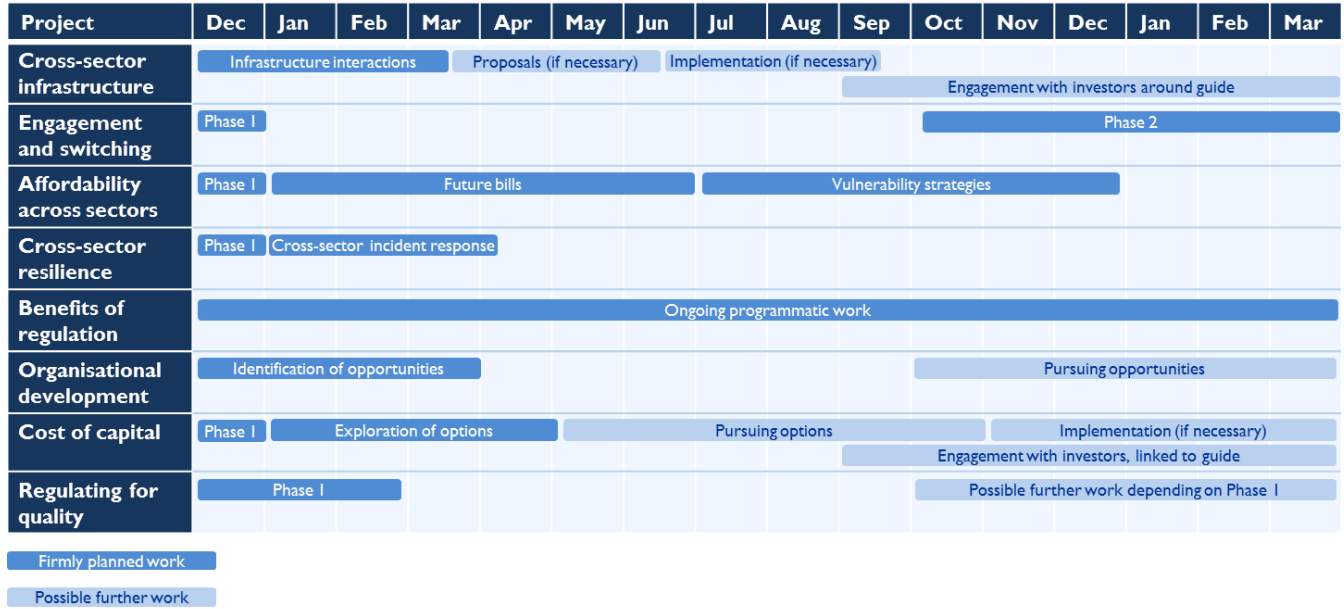 Project Dec Jan Feb Mar Apr May Jun Jul Aug Sep Oct Nov Dec Jan Feb Mar
Cross-sector
infrastructure
Infrastructure interactions Proposals (if necessary) Implementation (if necessary)
Engagement with investors around guide
Engagement
and switching
Phase 1 Phase 2
Affordability
across sectors
Phase 1 Future bills Vulnerability strategies
Cross-sector
resilience
Phase 1 Cross-sector incident response
Benefits of
regulation
Ongoing programmatic work
Organisational
development
Identification of opportunities Pursuing opportunities
Cost of capital
Phase 1 Exploration of options Pursuing options Implementation (if necessary)
Engagement with investors, linked to guide
Regulating for
quality
Phase 1 Possible further work depending on Phase 1
Firmly planned work
Possible further work